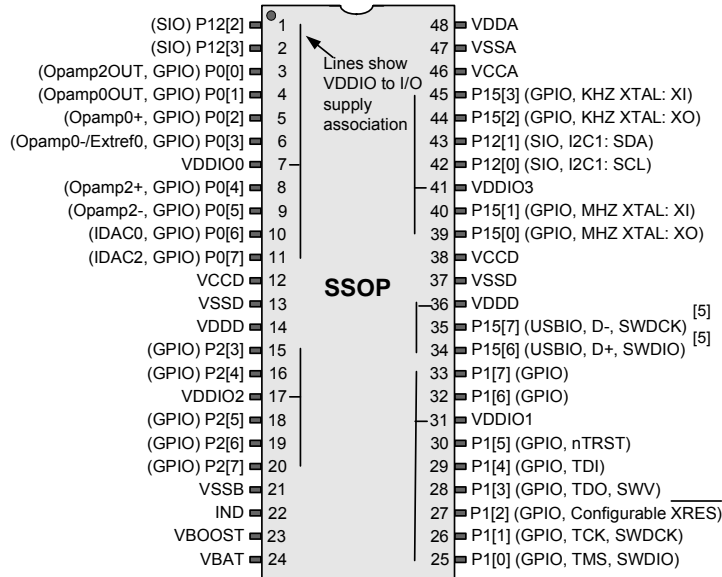 (SIO) P12[2] 1 48 VDDA
(SIO) P12[3] 2 47 VSSA
(Opamp2OUT, GPIO) P0[0] 3 46 VCCA
(Opamp0OUT, GPIO) P0[1] 4 45 P15[3] (GPIO, KHZ XTAL: XI)
(Opamp0+, GPIO) P0[2] 5 44 P15[2] (GPIO, KHZ XTAL: XO)
(Opamp0-/Extref0, GPIO) P0[3] 6 43 P12[1] (SIO, I2C1: SDA)
VDDIO0 7 42 P12[0] (SIO, I2C1: SCL)
(Opamp2+, GPIO) P0[4] 8 41 VDDIO3
(Opamp2-, GPIO) P0[5] 9 40 P15[1] (GPIO, MHZ XTAL: XI)
(IDAC0, GPIO) P0[6] 10 39 P15[0] (GPIO, MHZ XTAL: XO)
(IDAC2, GPIO) P0[7] 11 38 VCCD
VCCD 12 37 VSSD
VSSD 13 36 VDDD
VDDD 14 35 P15[7] (USBIO, D-, SWDCK) [5]
(GPIO) P2[3] 15 34 P15[6] (USBIO, D+, SWDIO) [5]
(GPIO) P2[4] 16 33 P1[7] (GPIO)
VDDIO2 17 32 P1[6] (GPIO)
(GPIO) P2[5] 18 31 VDDIO1
(GPIO) P2[6] 19 30 P1[5] (GPIO, nTRST)
(GPIO) P2[7] 20 29 P1[4] (GPIO, TDI)
VSSB 21 28 P1[3] (GPIO, TDO, SWV)
IND 22 27 P1[2] (GPIO, Configurable XRES)
VBOOST 23 26 P1[1] (GPIO, TCK, SWDCK)
VBAT 24 25 P1[0] (GPIO, TMS, SWDIO)
Lines show
VDDIO to I/O
supply
association
SSOP